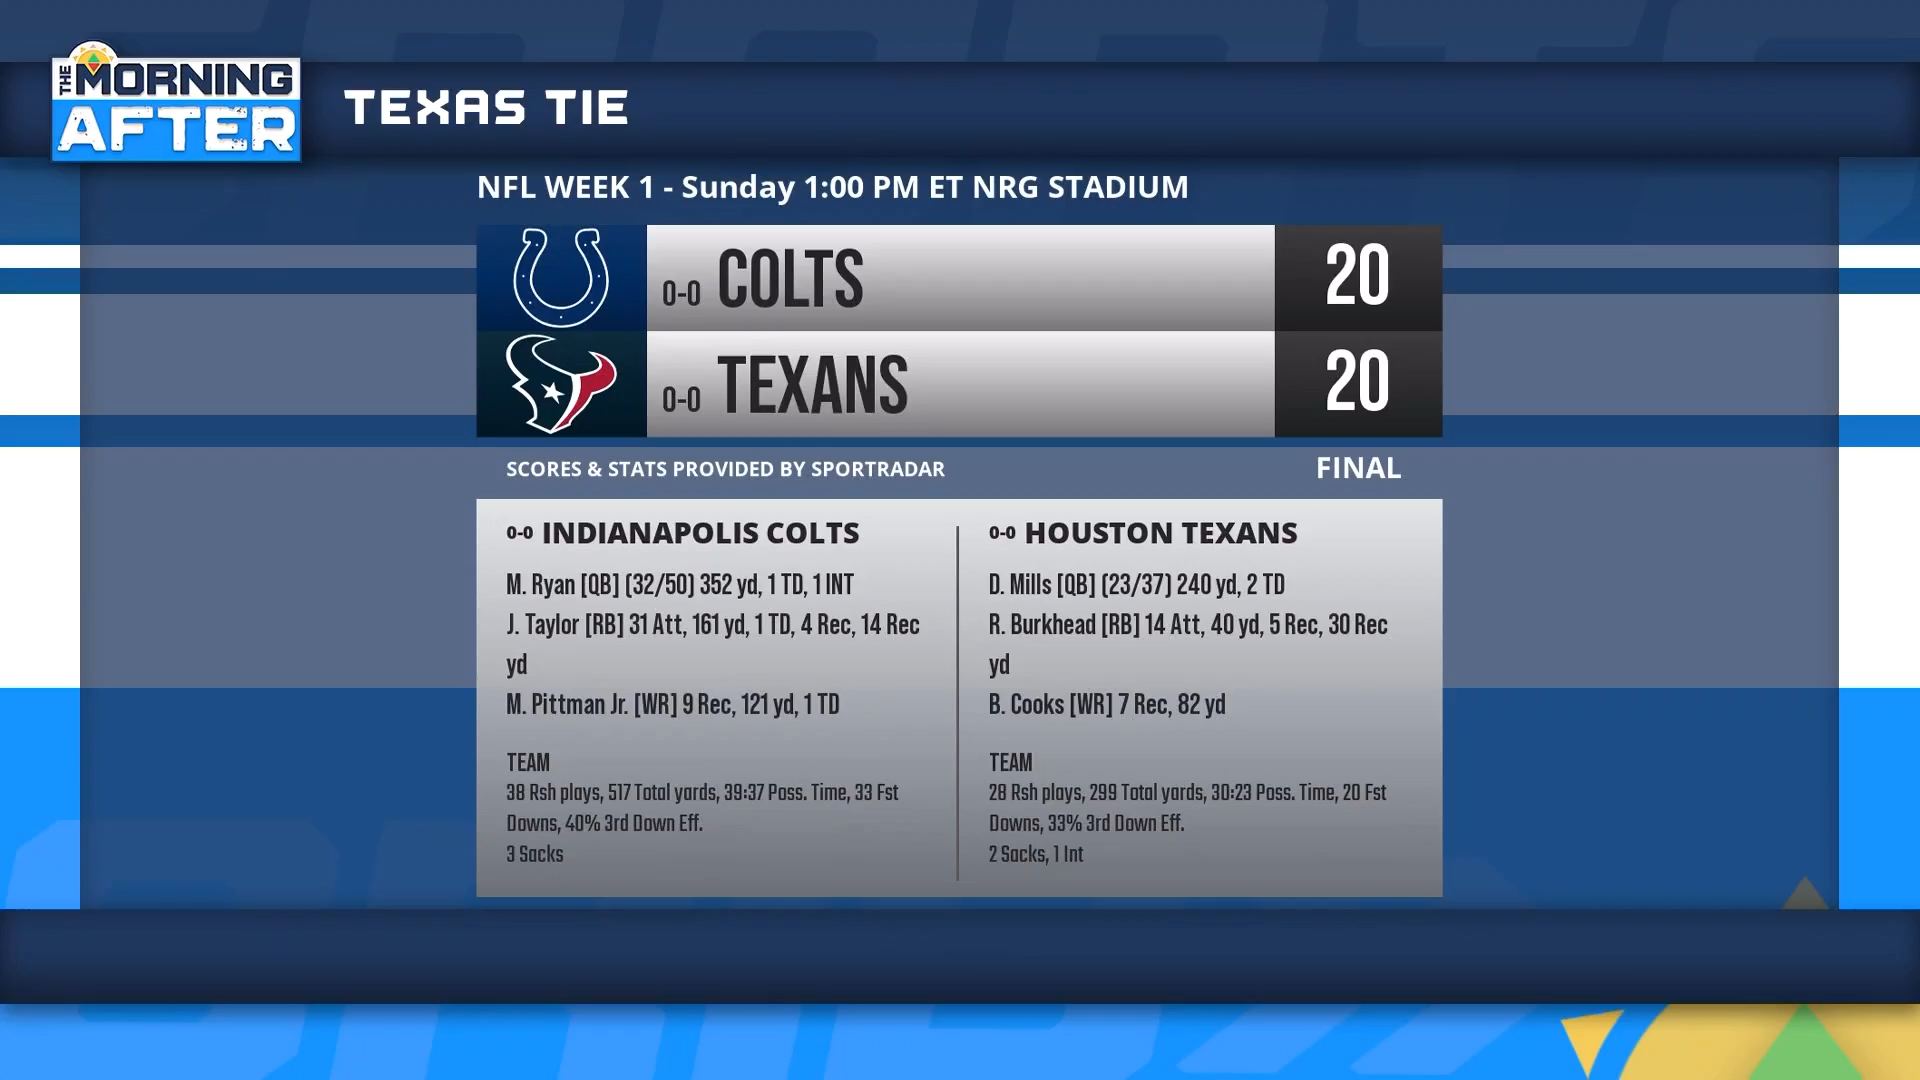 THE MORNING
AFTER
TEXAS TIE
NFL WEEK 1 - Sunday 1:00 PM ET NRG STADIUM
0-0 COLTS 20
0-0 TEXANS 20
SCORES & STATS PROVIDED BY SPORTRADAR FINAL
0-0 INDIANAPOLIS COLTS
M. Ryan [QB] (32/50) 352 yd, 1 TD, 1 INT
J. Taylor [RB] 31 Att, 161 yd, 1 TD, 4 Rec, 14 Rec
yd
M. Pittman Jr. [WR] 9 Rec, 121 yd, 1 TD
TEAM
38 Rsh plays, 517 Total yards, 39:37 Poss. Time, 33 Fst
Downs, 40% 3rd Down Eff.
3 Sacks
0-0 HOUSTON TEXANS
D. Mills [QB] (23/37) 240 yd, 2 TD
R. Burkhead [RB] 14 Att, 40 yd, 5 Rec, 30 Rec
yd
B. Cooks [WR] 7 Rec, 82 yd
TEAM
28 Rsh plays, 299 Total yards, 30:23 Poss. Time, 20 Fst
Downs, 33% 3rd Down Eff.
2 Sacks, 1 Int